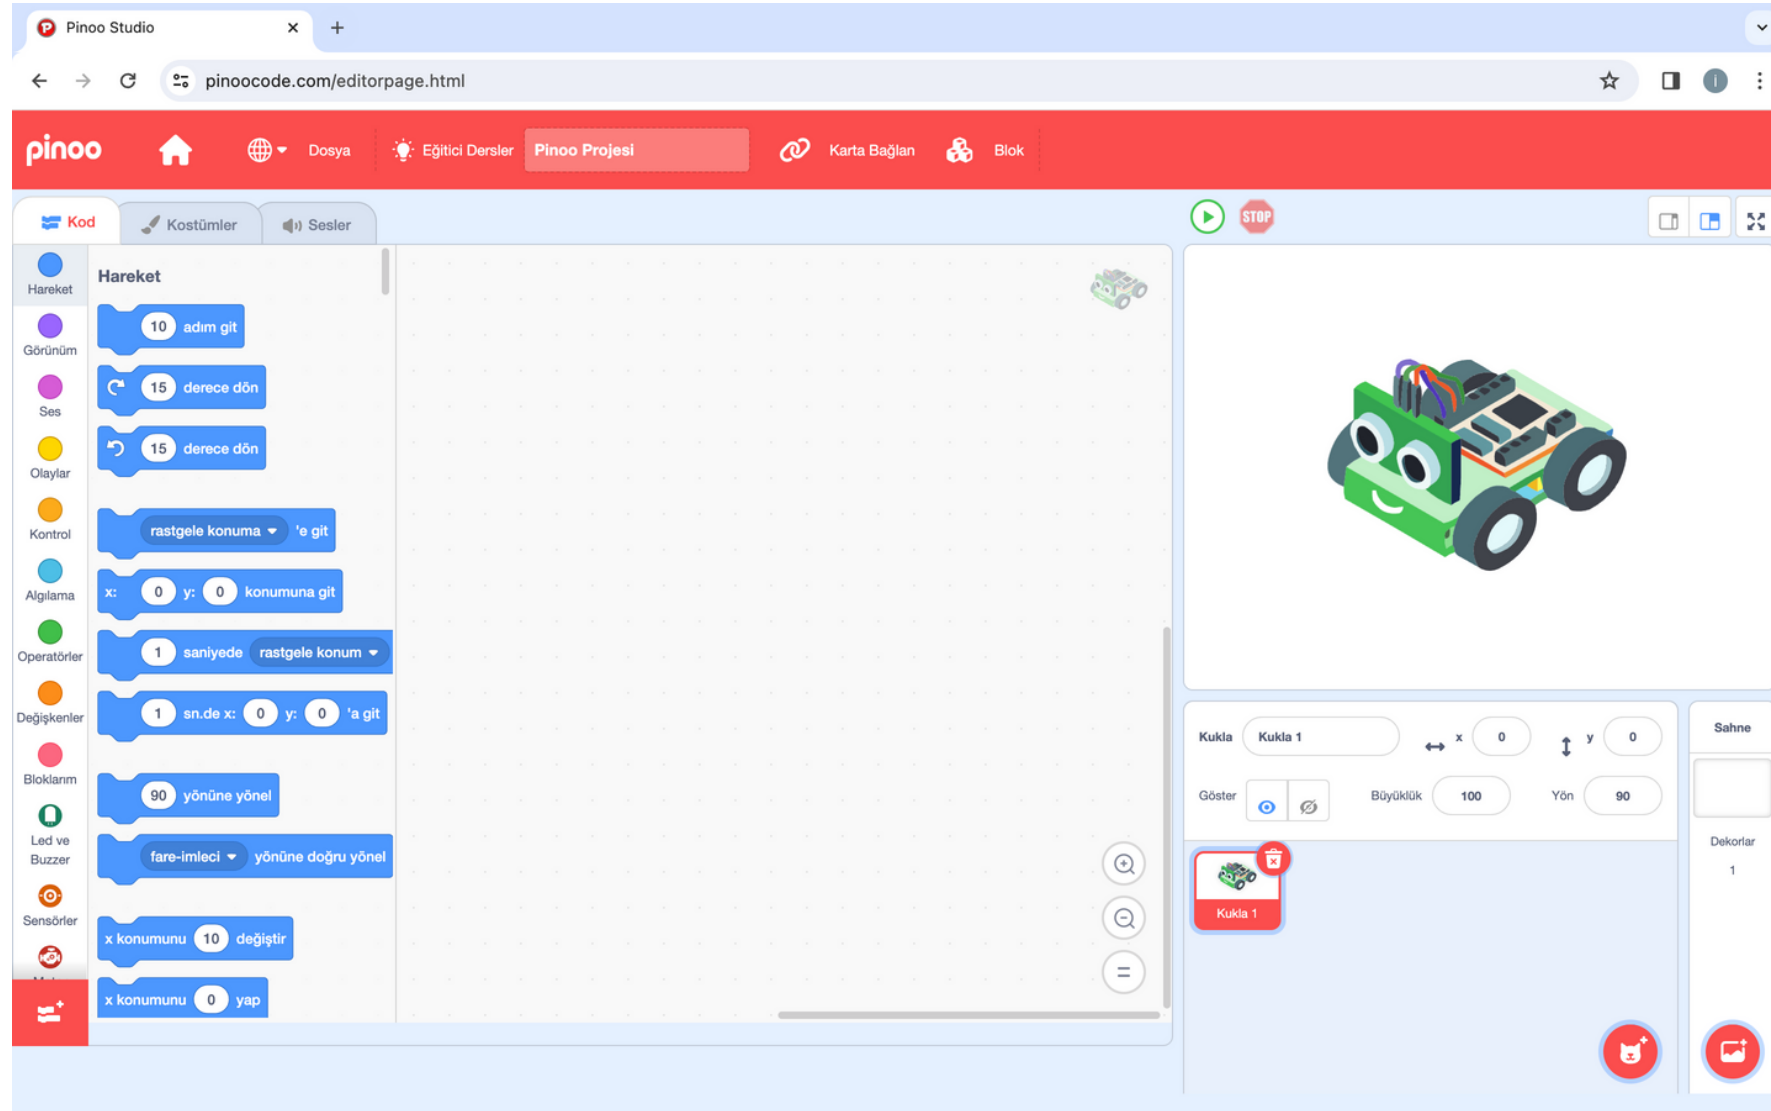 Pinoo Studio
pinoocode.com/editorpage.html
pinoo
Dosya
Eğitici Dersler
Pinoo Projesi
Karta Bağlan
Blok
Kod
Kostümler
Sesler
STOP
Hareket
Görünüm
Ses
Olaylar
Kontrol
Algılama
Operatörler
Değişkenler
Bloklarım
Led ve
Buzzer
Sensörler
Hareket
10 adım git
15 derece dön
15 derece dön
rastgele konuma 'e git
x: 0 y: 0 konumuna git
1 saniyede rastgele konum
1 sn.de x: 0 y: 0 'a git
90 yönüne yönel
fare-imleci yönüne doğru yönel
x konumunu 10 değiştir
x konumunu 0 yap
Kukla Kukla 1 x 0 y 0
Göster Büyüklük 100 Yön 90
Kukla 1
Sahne
Dekorlar
1